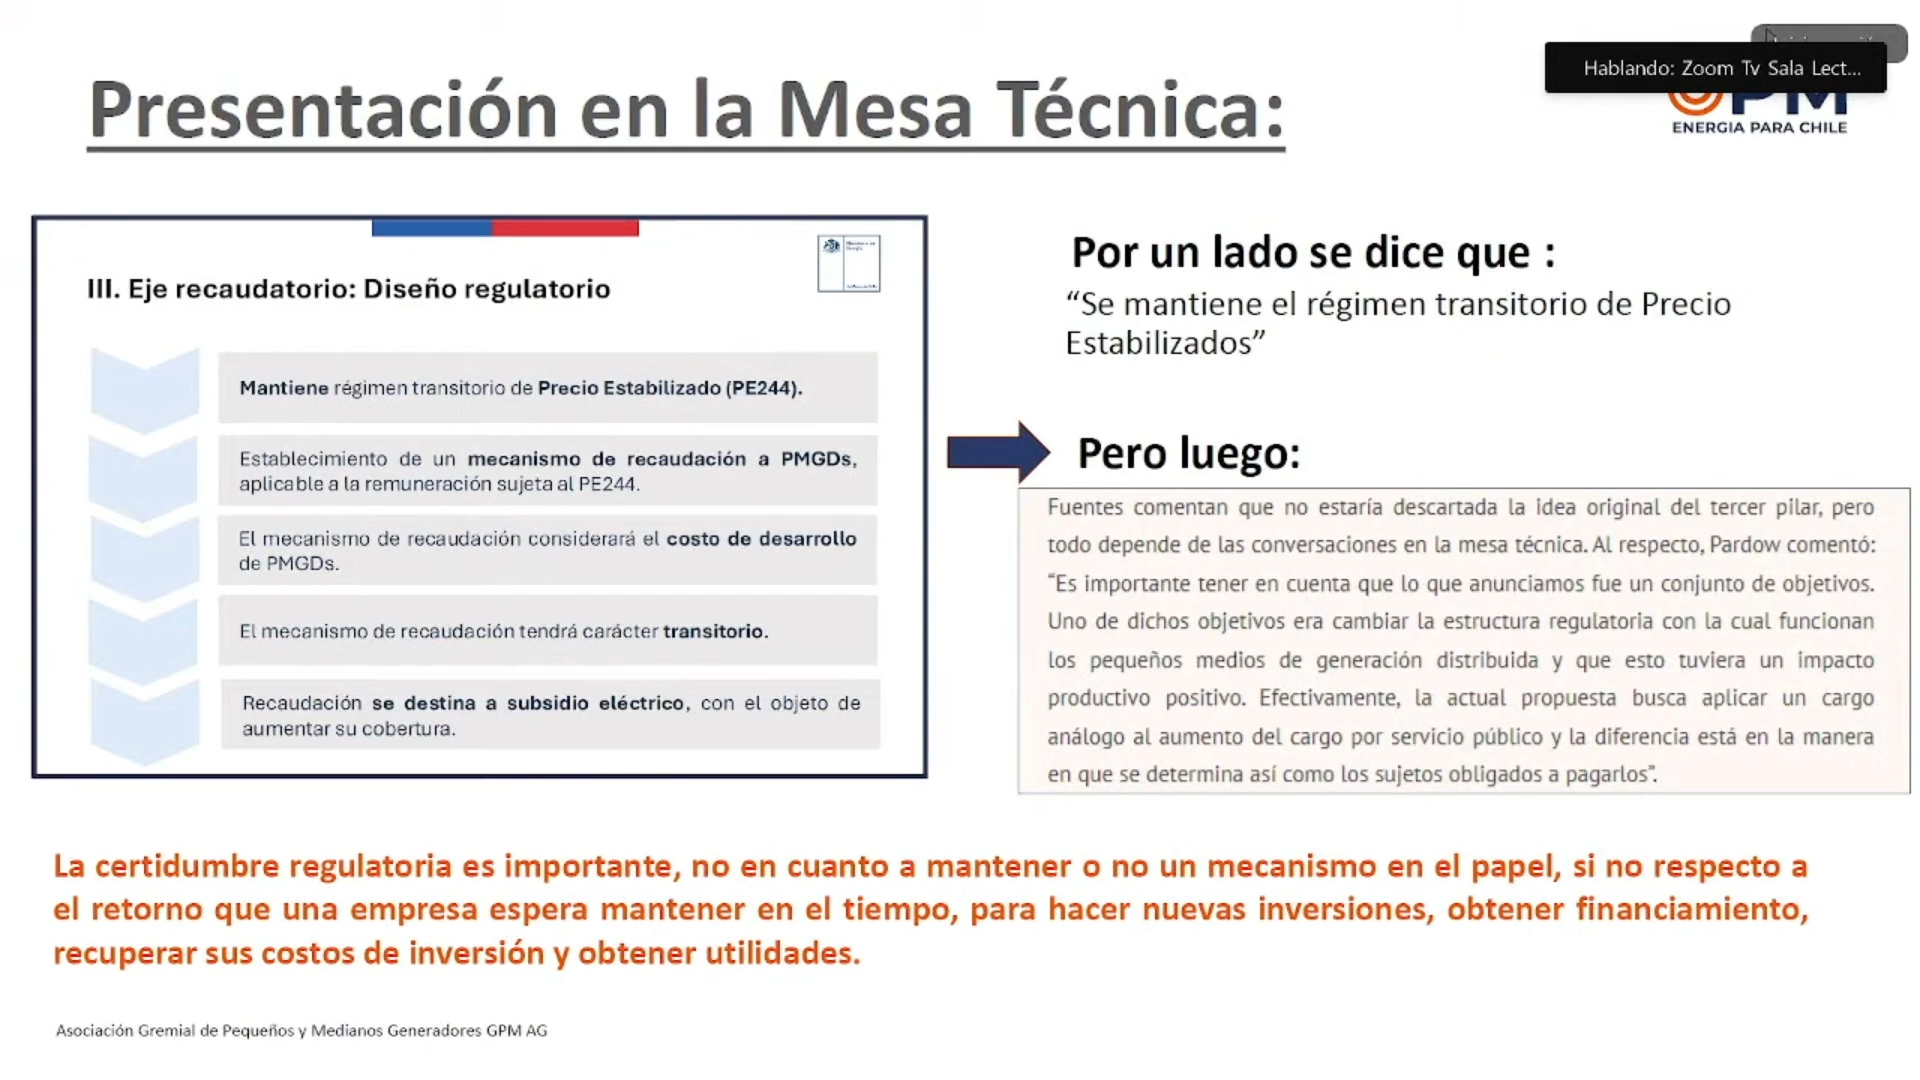 Hablando: Zoom Tv Sala Lect...
Presentación en la Mesa Técnica:
ENERGIA PARA CHILE
III. Eje recaudatorio: Diseño regulatorio
Mantiene régimen transitorio de Precio Estabilizado (PE244).
Establecimiento de un mecanismo de recaudación a PMGDs,
aplicable a la remuneración sujeta al PE244.
El mecanismo de recaudación considerará el costo de desarrollo
de PMGDs.
El mecanismo de recaudación tendrá carácter transitorio.
Recaudación se destina a subsidio eléctrico, con el objeto de
aumentar su cobertura.
Por un lado se dice que :
“Se mantiene el régimen transitorio de Precio
Estabilizados”
Pero luego:
Fuentes comentan que no estaría descartada la idea original del tercer pilar, pero
todo depende de las conversaciones en la mesa técnica. Al respecto, Pardow comentó:
“Es importante tener en cuenta que lo que anunciamos fue un conjunto de objetivos.
Uno de dichos objetivos era cambiar la estructura regulatoria con la cual funcionan
los pequeños medios de generación distribuida y que esto tuviera un impacto
productivo positivo. Efectivamente, la actual propuesta busca aplicar un cargo
análogo al aumento del cargo por servicio público y la diferencia está en la manera
en que se determina así como los sujetos obligados a pagarlos”.
La certidumbre regulatoria es importante, no en cuanto a mantener o no un mecanismo en el papel, si no respecto a
el retorno que una empresa espera mantener en el tiempo, para hacer nuevas inversiones, obtener financiamiento,
recuperar sus costos de inversión y obtener utilidades.
Asociación Gremial de Pequeños y Medianos Generadores GPM AG